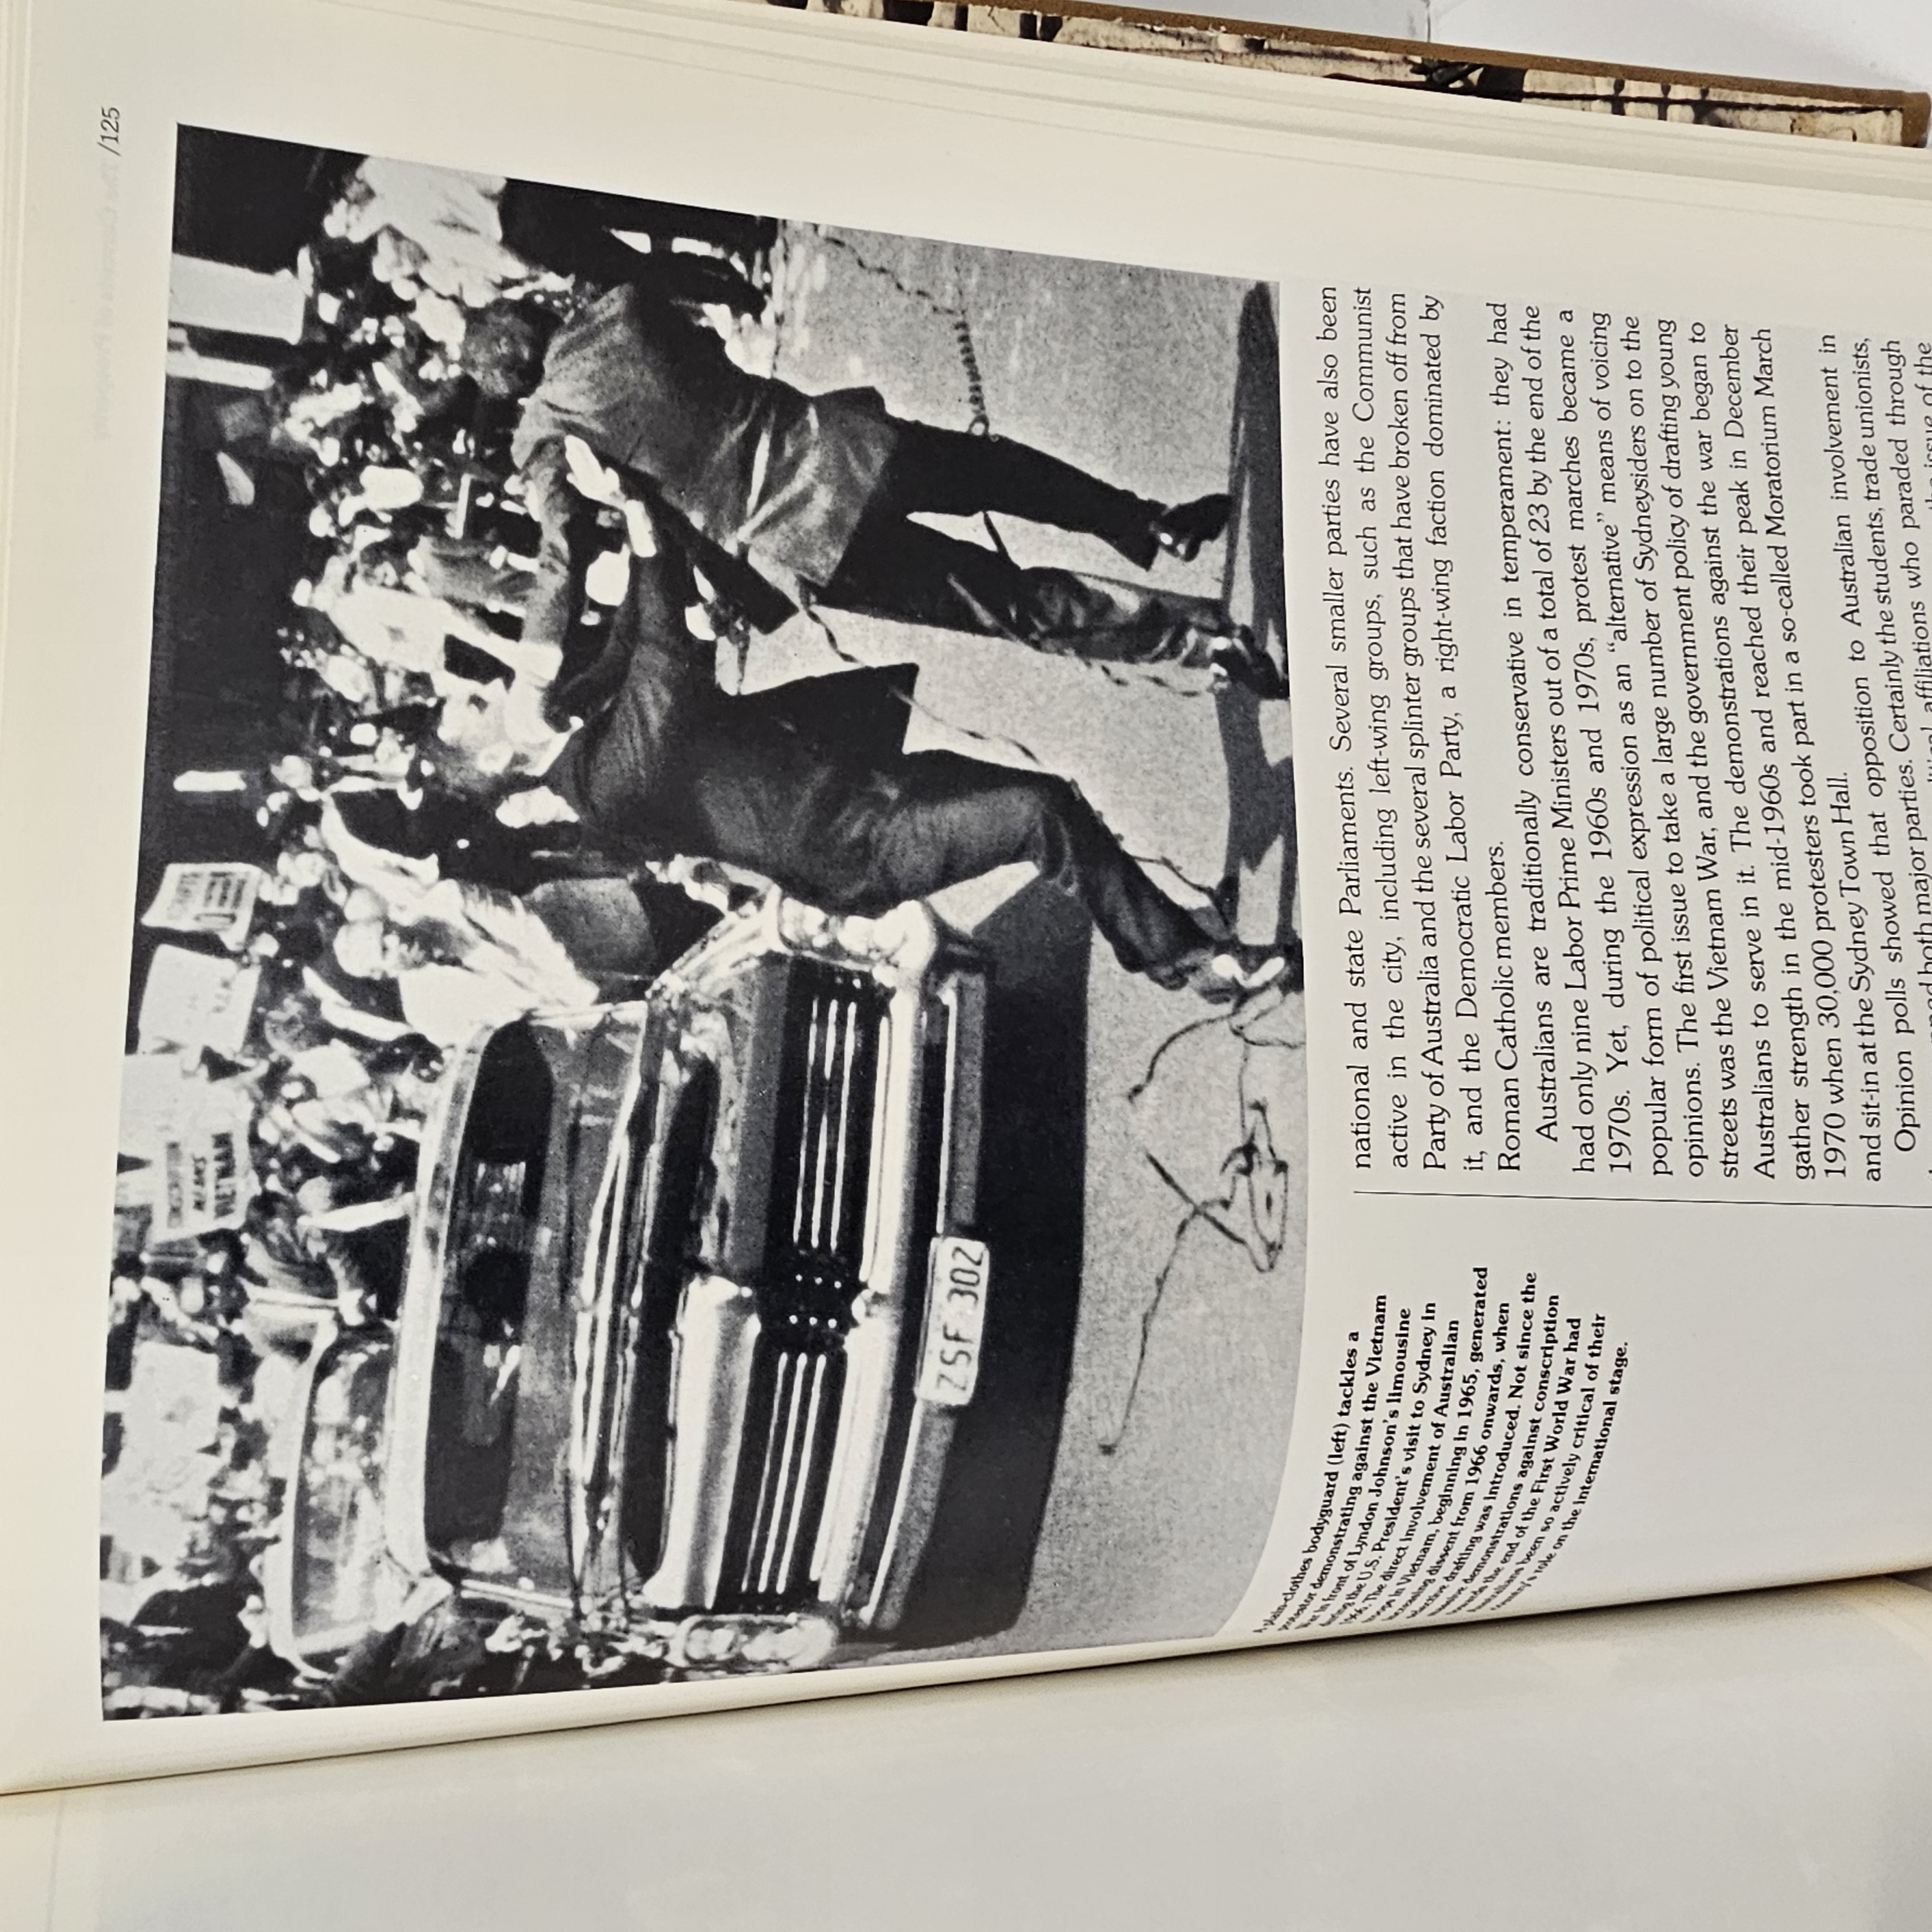 /125
CONSCRIPTION
MEANS
VIETNAM
ZSF 302
A plain-clothes bodyguard (left) tackles a
protestor demonstrating against the Vietnam
War in front of Lyndon Johnson's limousine
during the U.S. President's visit to Sydney in
1966. The direct involvement of Australian
troops in Vietnam, beginning in 1965, generated
increasing dissent from 1966 onwards, when
selective drafting was introduced. Not since the
massive demonstrations against conscription
towards the end of the First World War had
Australians been so actively critical of their
country's role on the international stage.
national and state Parliaments. Several smaller parties have also been
active in the city, including left-wing groups, such as the Communist
Party of Australia and the several splinter groups that have broken off from
it, and the Democratic Labor Party, a right-wing faction dominated by
Roman Catholic members.
Australians are traditionally conservative in temperament: they had
had only nine Labor Prime Ministers out of a total of 23 by the end of the
1970s. Yet, during the 1960s and 1970s, protest marches became a
popular form of political expression as an “alternative” means of voicing
opinions. The first issue to take a large number of Sydneysiders on to the
streets was the Vietnam War, and the government policy of drafting young
Australians to serve in it. The demonstrations against the war began to
gather strength in the mid-1960s and reached their peak in December
1970 when 30,000 protesters took part in a so-called Moratorium March
and sit-in at the Sydney Town Hall.
Opinion polls showed that opposition to Australian involvement in
both major parties. Certainly the students, trade unionists,
affiliations who paraded through
issue of the